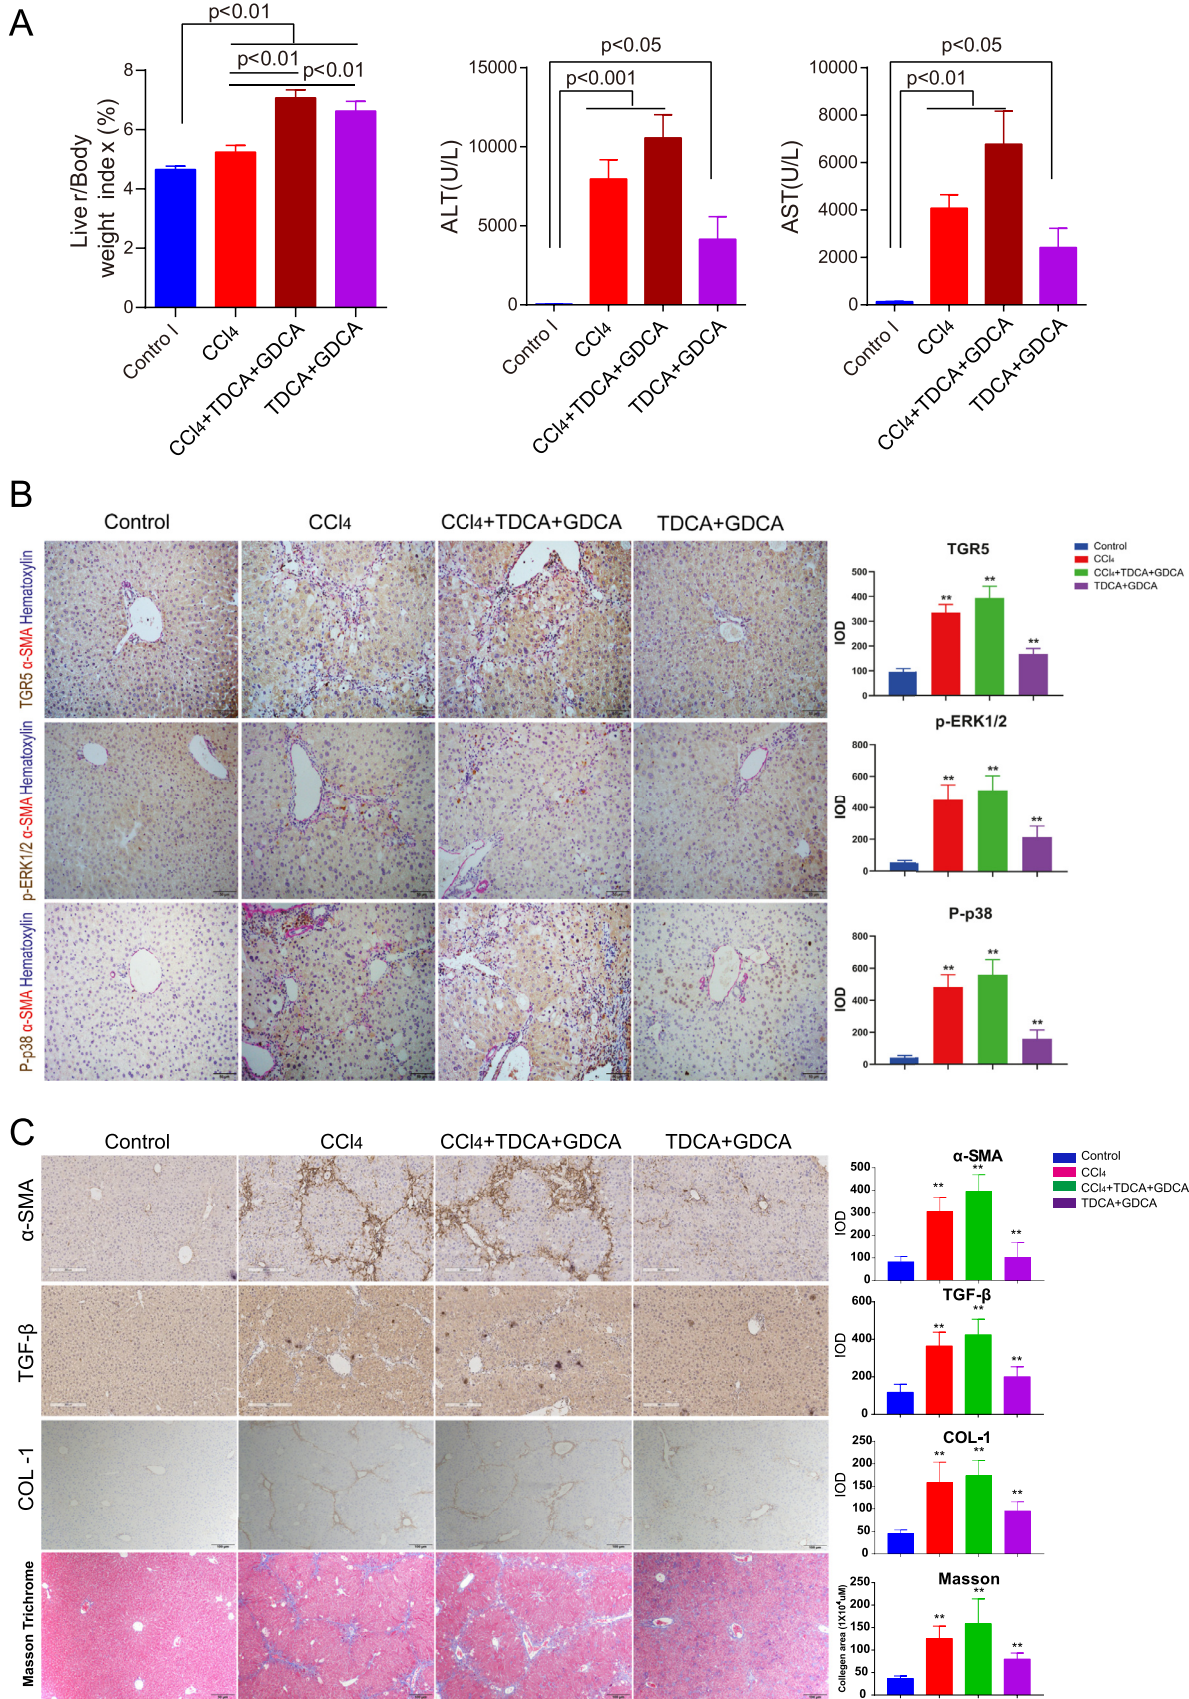 A
p<0.01
p<0.01
p<0.01
8
6
4
2
0
Live r/Body
weight index (%)
Contro l
CCl4
CCl4+TDCA+GDCA
TDCA+GDCA
p<0.05
p<0.001
15000
10000
5000
0
ALT(U/L)
Contro l
CCl4
CCl4+TDCA+GDCA
TDCA+GDCA
p<0.05
p<0.01
10000
8000
6000
4000
2000
0
AST(U/L)
Contro l
CCl4
CCl4+TDCA+GDCA
TDCA+GDCA
B
Control
CCl4
CCl4+TDCA+GDCA
TDCA+GDCA
TGR5 α-SMA Hematoxylin
p-ERK1/2 α-SMA Hematoxylin
P-p38 α-SMA Hematoxylin
TGR5
500
400
300
200
100
0
IOD
**
**
**
Control
CCl4
CCl4+TDCA+GDCA
TDCA+GDCA
p-ERK1/2
800
600
400
200
0
IOD
**
**
**
P-p38
800
600
400
200
0
IOD
**
**
**
C
Control
CCl4
CCl4+TDCA+GDCA
TDCA+GDCA
α-SMA
TGF-β
COL -1
Masson Trichrome
α-SMA
500
400
300
200
100
0
IOD
**
**
**
Control
CCl4
CCl4+TDCA+GDCA
TDCA+GDCA
TGF-β
600
400
200
0
IOD
**
**
**
COL-1
250
200
150
100
50
0
IOD
**
**
**
Masson
250
200
150
100
50
0
Collegen area (1X10⁴uM)
**
**
**